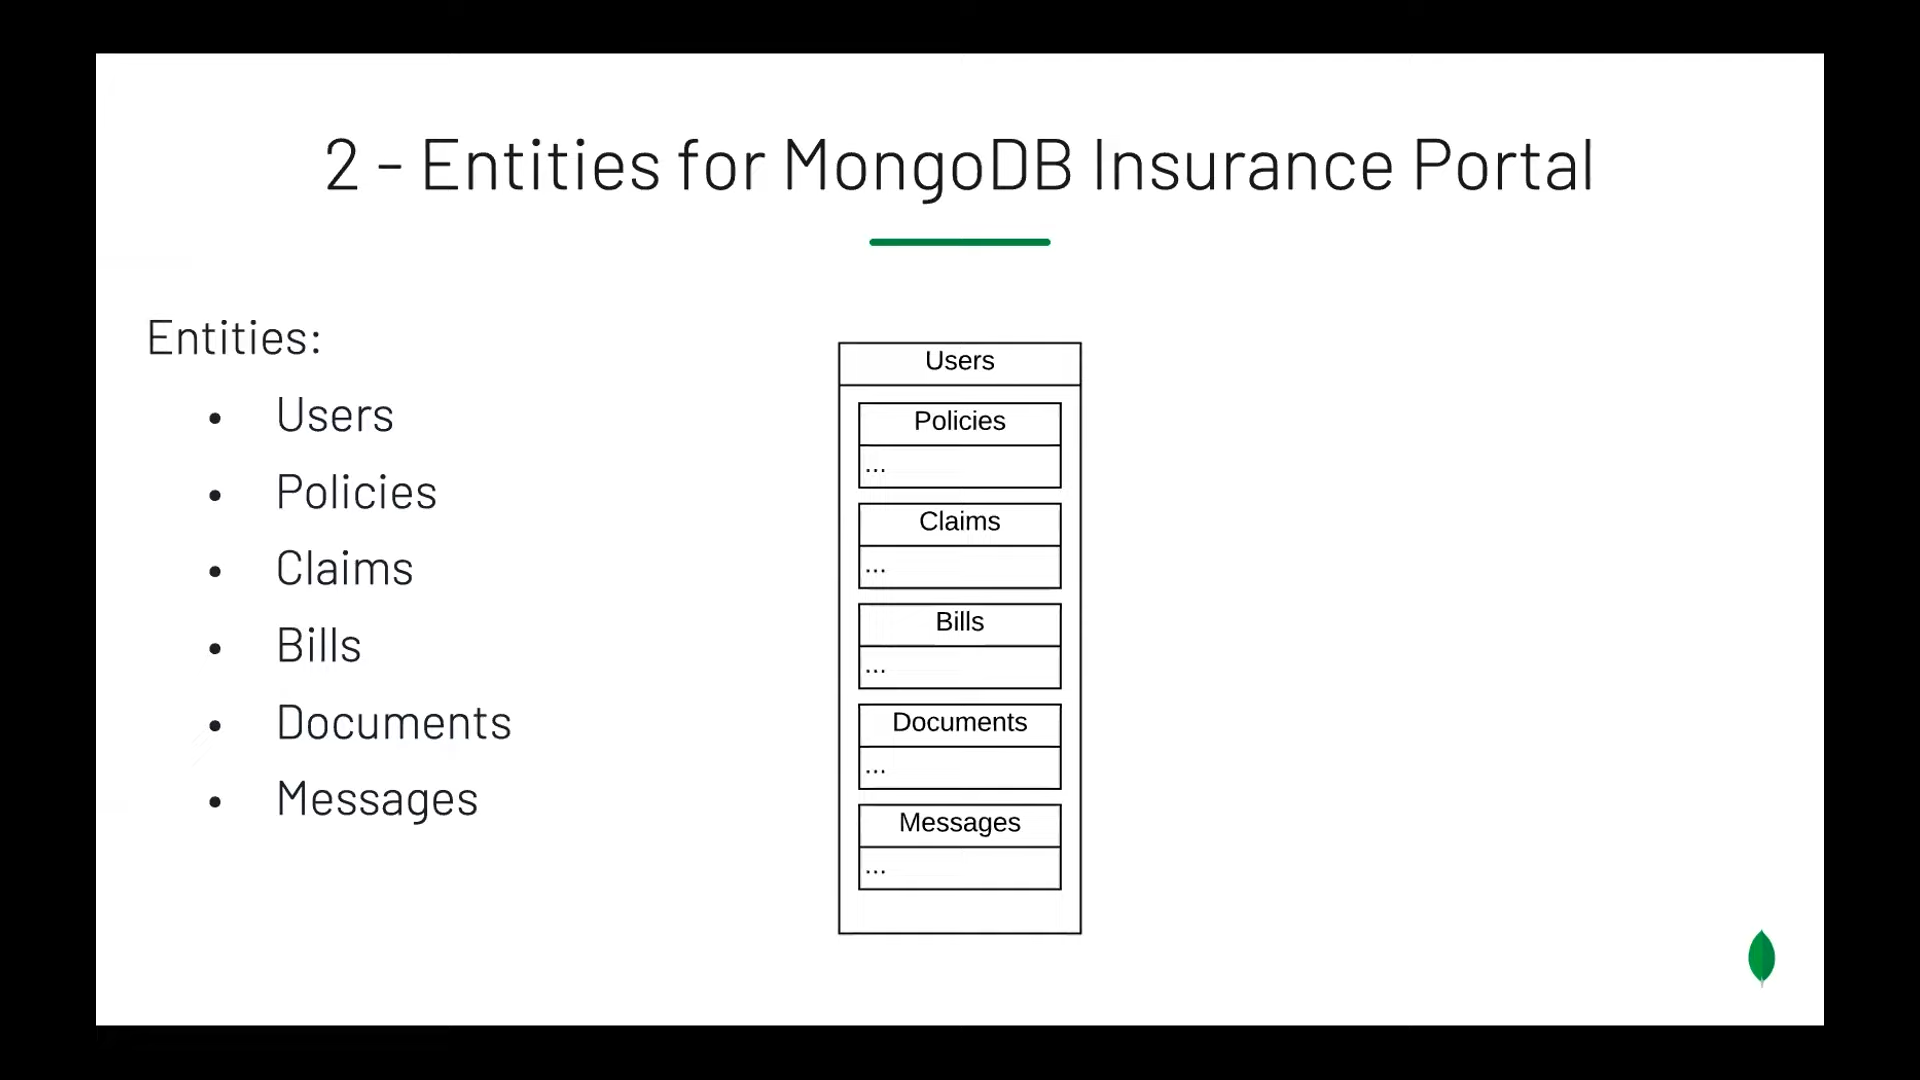 2 - Entities for MongoDB Insurance Portal
Entities:
• Users
• Policies
• Claims
• Bills
• Documents
• Messages
Users
Policies
...
Claims
...
Bills
...
Documents
...
Messages
...